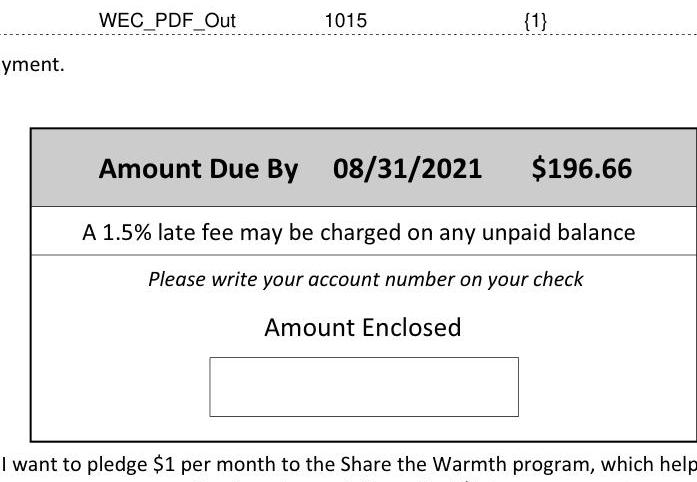 WEC_PDF_Out 1015 {1}
yment.
Amount Due By 08/31/2021 $196.66
A 1.5% late fee may be charged on any unpaid balance
Please write your account number on your check
Amount Enclosed
I want to pledge $1 per month to the Share the Warmth program, which help